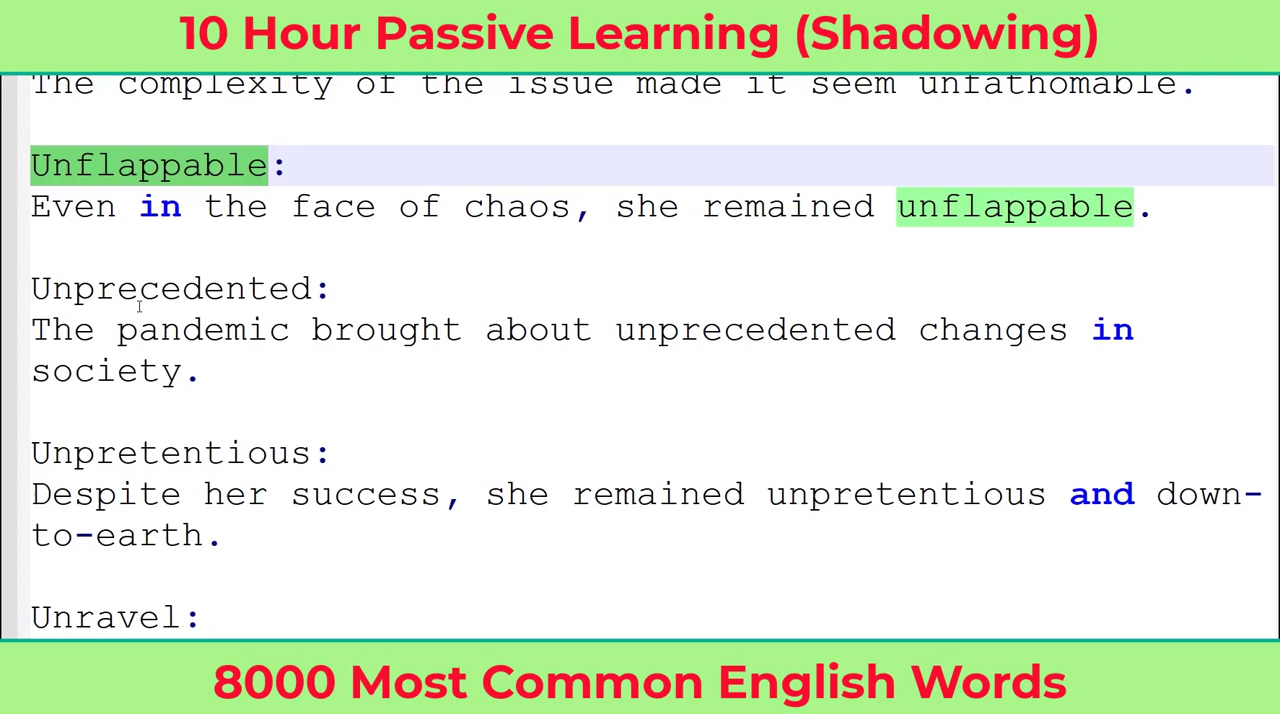 10 Hour Passive Learning (Shadowing)
The complexity of the issue made it seem unfathomable.
Unflappable:
Even in the face of chaos, she remained unflappable.
Unprecedented:
The pandemic brought about unprecedented changes in
society.
Unpretentious:
Despite her success, she remained unpretentious and down-
to-earth.
Unravel:
8000 Most Common English Words